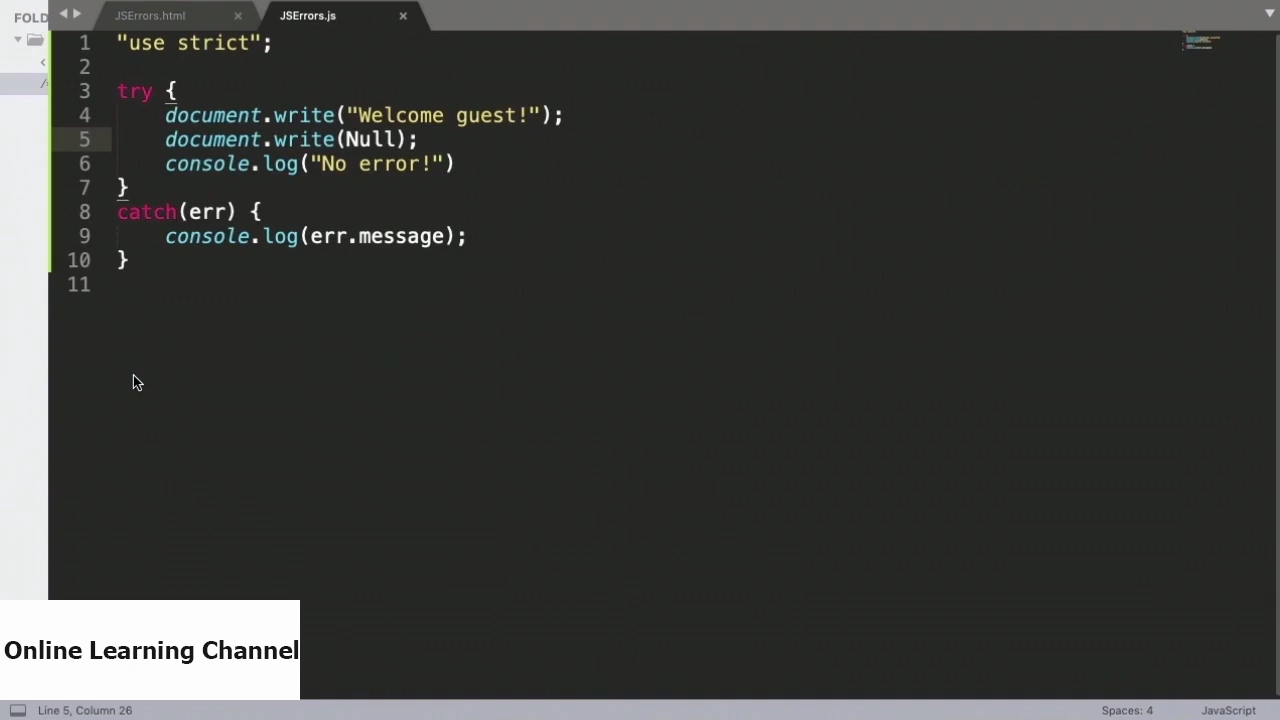 FOLD
JSErrors.html
JSErrors.js
1 "use strict";
2
3 try {
4 document.write("Welcome guest!");
5 document.write(Null);
6 console.log("No error!")
7 }
8 catch(err) {
9 console.log(err.message);
10 }
11
Online Learning Channel
Line 5, Column 26
Spaces: 4
JavaScript